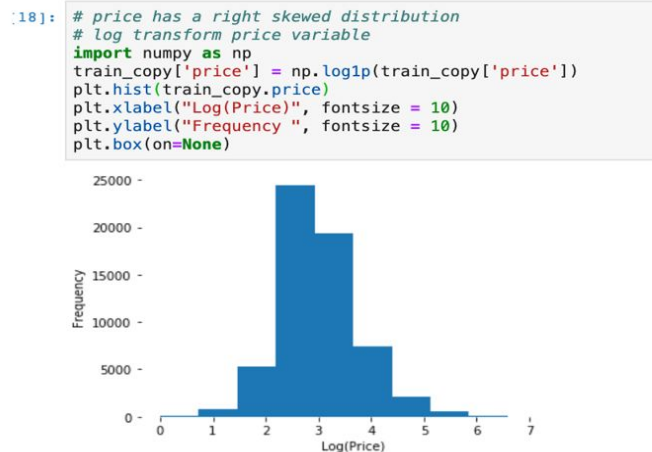 [18]: # price has a right skewed distribution
# log transform price variable
import numpy as np
train_copy['price'] = np.log1p(train_copy['price'])
plt.hist(train_copy.price)
plt.xlabel("Log(Price)", fontsize = 10)
plt.ylabel("Frequency ", fontsize = 10)
plt.box(on=None)
25000
20000
15000
10000
5000
0
Frequency
0 1 2 3 4 5 6 7
Log(Price)